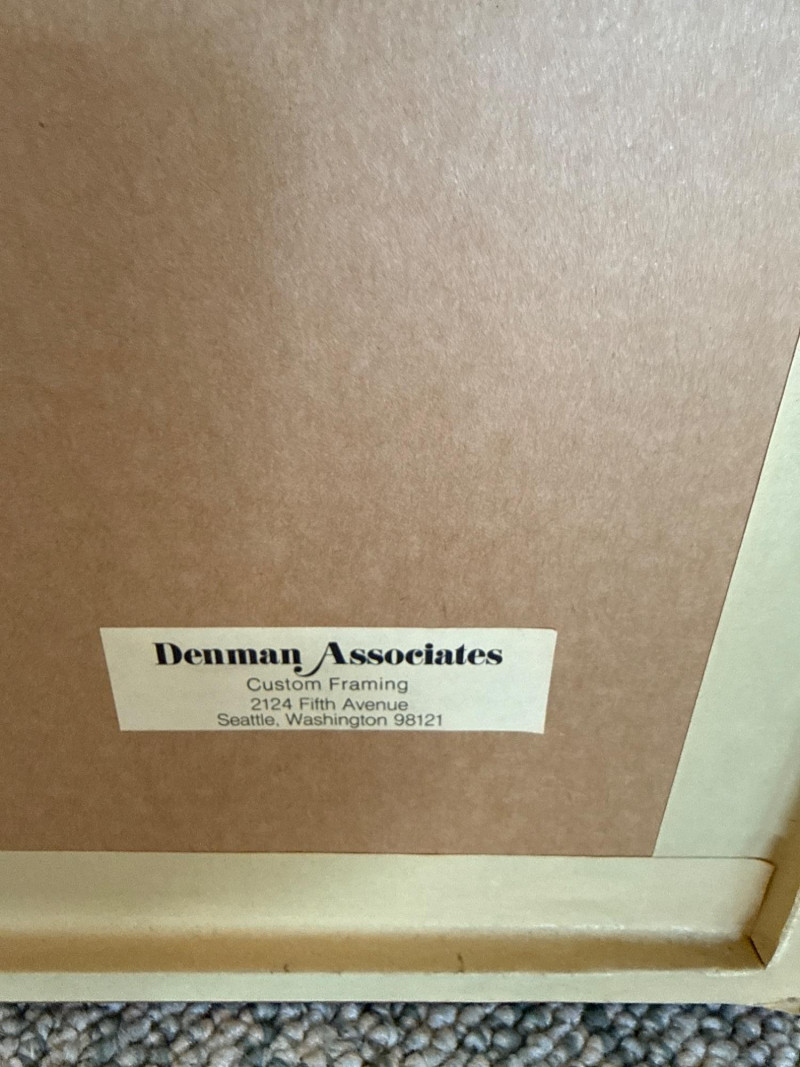 Denman Associates
Custom Framing
2124 Fifth Avenue
Seattle, Washington 98121